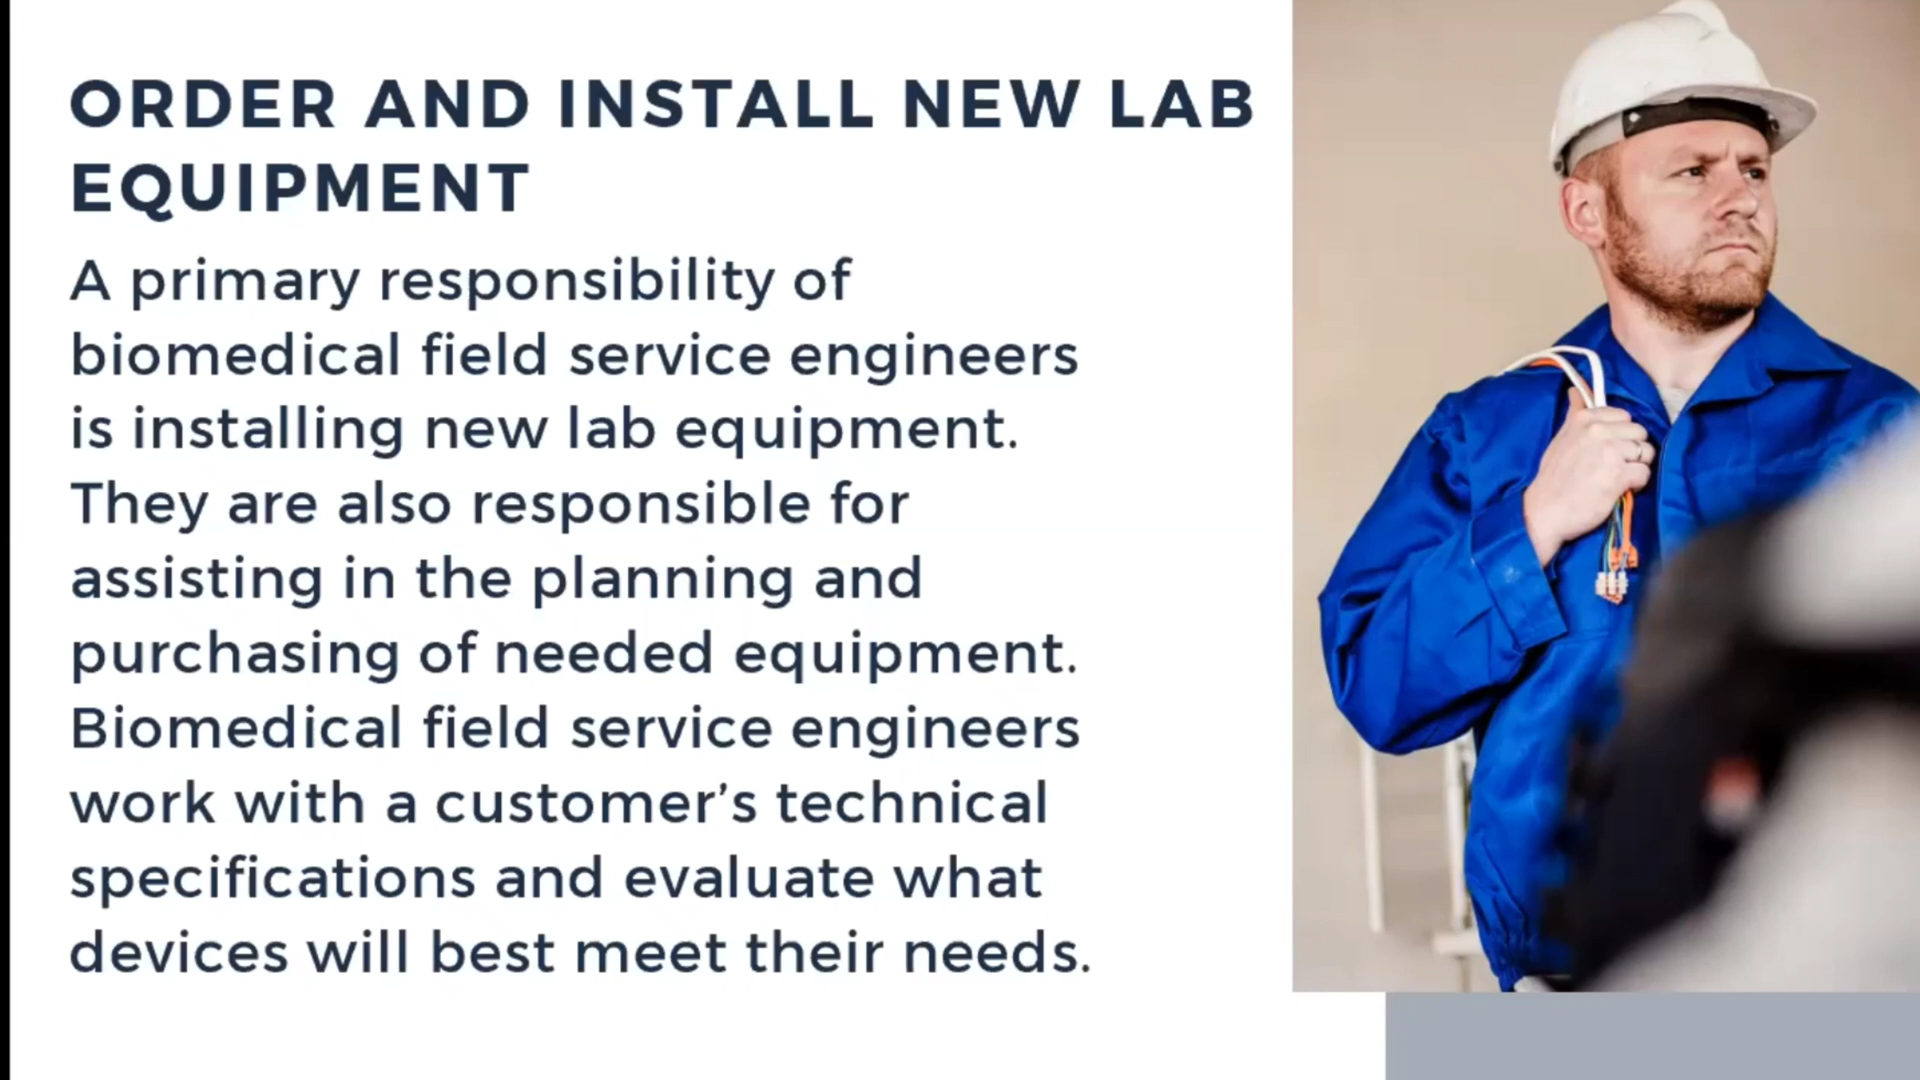 ORDER AND INSTALL NEW LAB
EQUIPMENT
A primary responsibility of
biomedical field service engineers
is installing new lab equipment.
They are also responsible for
assisting in the planning and
purchasing of needed equipment.
Biomedical field service engineers
work with a customer’s technical
specifications and evaluate what
devices will best meet their needs.